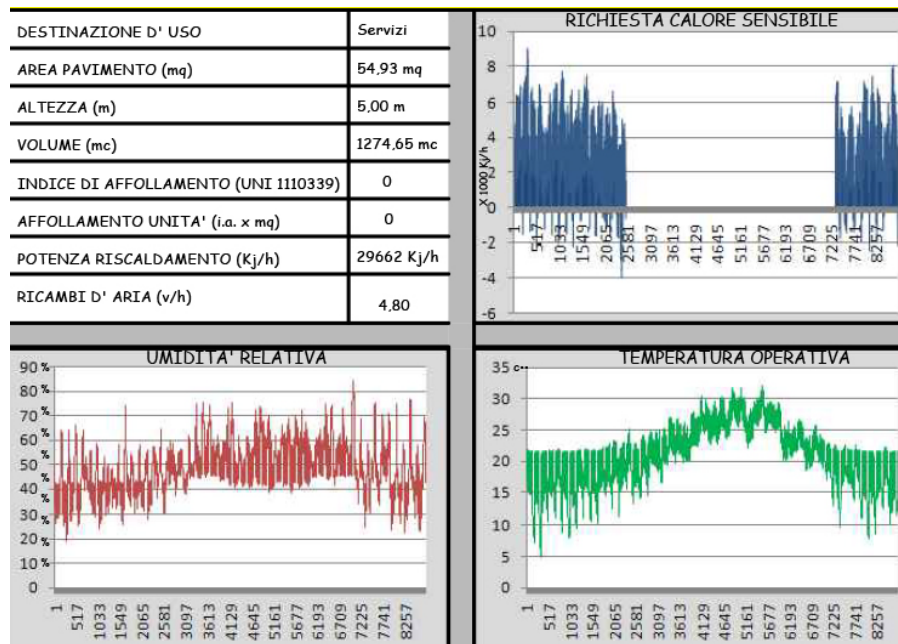 DESTINAZIONE D' USO Servizi
AREA PAVIMENTO (mq) 54,93 mq
ALTEZZA (m) 5,00 m
VOLUME (mc) 1274,65 mc
INDICE DI AFFOLLAMENTO (UNI 1110339) 0
AFFOLLAMENTO UNITA' (i.a. x mq) 0
POTENZA RISCALDAMENTO (Kj/h) 29662 Kj/h
RICAMBI D' ARIA (v/h) 4,80
RICHIESTA CALORE SENSIBILE
10
8
6
4
2
0
-2
-4
-6
X 1000 Kj/h
1 517 1033 1549 2065 2581 3097 3613 4129 4645 5161 5677 6193 6709 7225 7741 8257
UMIDITA' RELATIVA
90 %
80 %
70 %
60 %
50 %
40 %
30 %
20 %
10 %
0
1 517 1033 1549 2065 2581 3097 3613 4129 4645 5161 5677 6193 6709 7225 7741 8257
TEMPERATURA OPERATIVA
35 c
30
25
20
15
10
5
0
1 517 1033 1549 2065 2581 3097 3613 4129 4645 5161 5677 6193 6709 7225 7741 8257